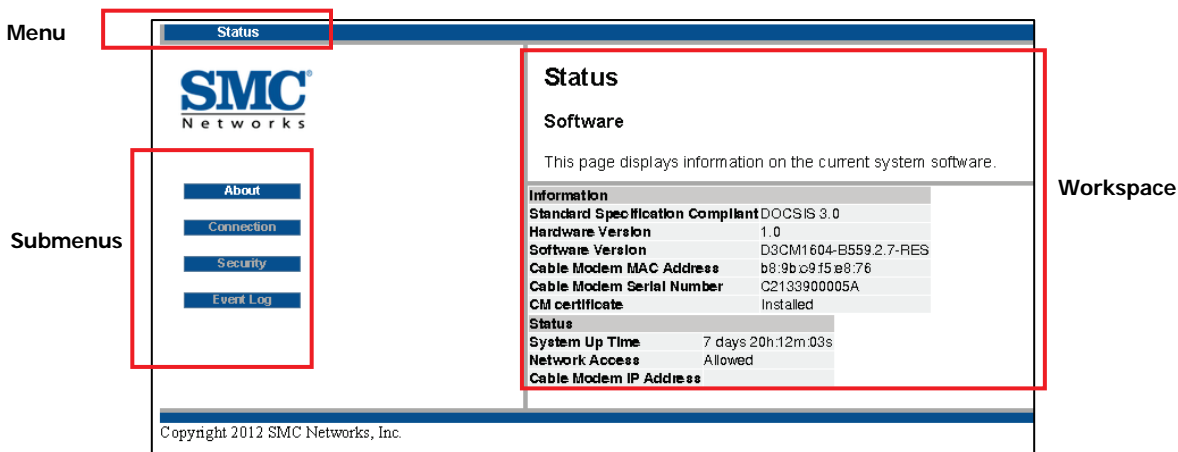 Menu
Status
SMC®
Networks
Submenus
About
Connection
Security
Event Log
Workspace
Status
Software
This page displays information on the current system software.
Information
Standard Specification Compliant DOCSIS 3.0
Hardware Version 1.0
Software Version D3CM1604-B559.2.7-RES
Cable Modem MAC Address b8:9b:c9:f5:e8:76
Cable Modem Serial Number C2133900005A
CM certificate Installed
Status
System Up Time 7 days 20h:12m:03s
Network Access Allowed
Cable Modem IP Address
Copyright 2012 SMC Networks, Inc.